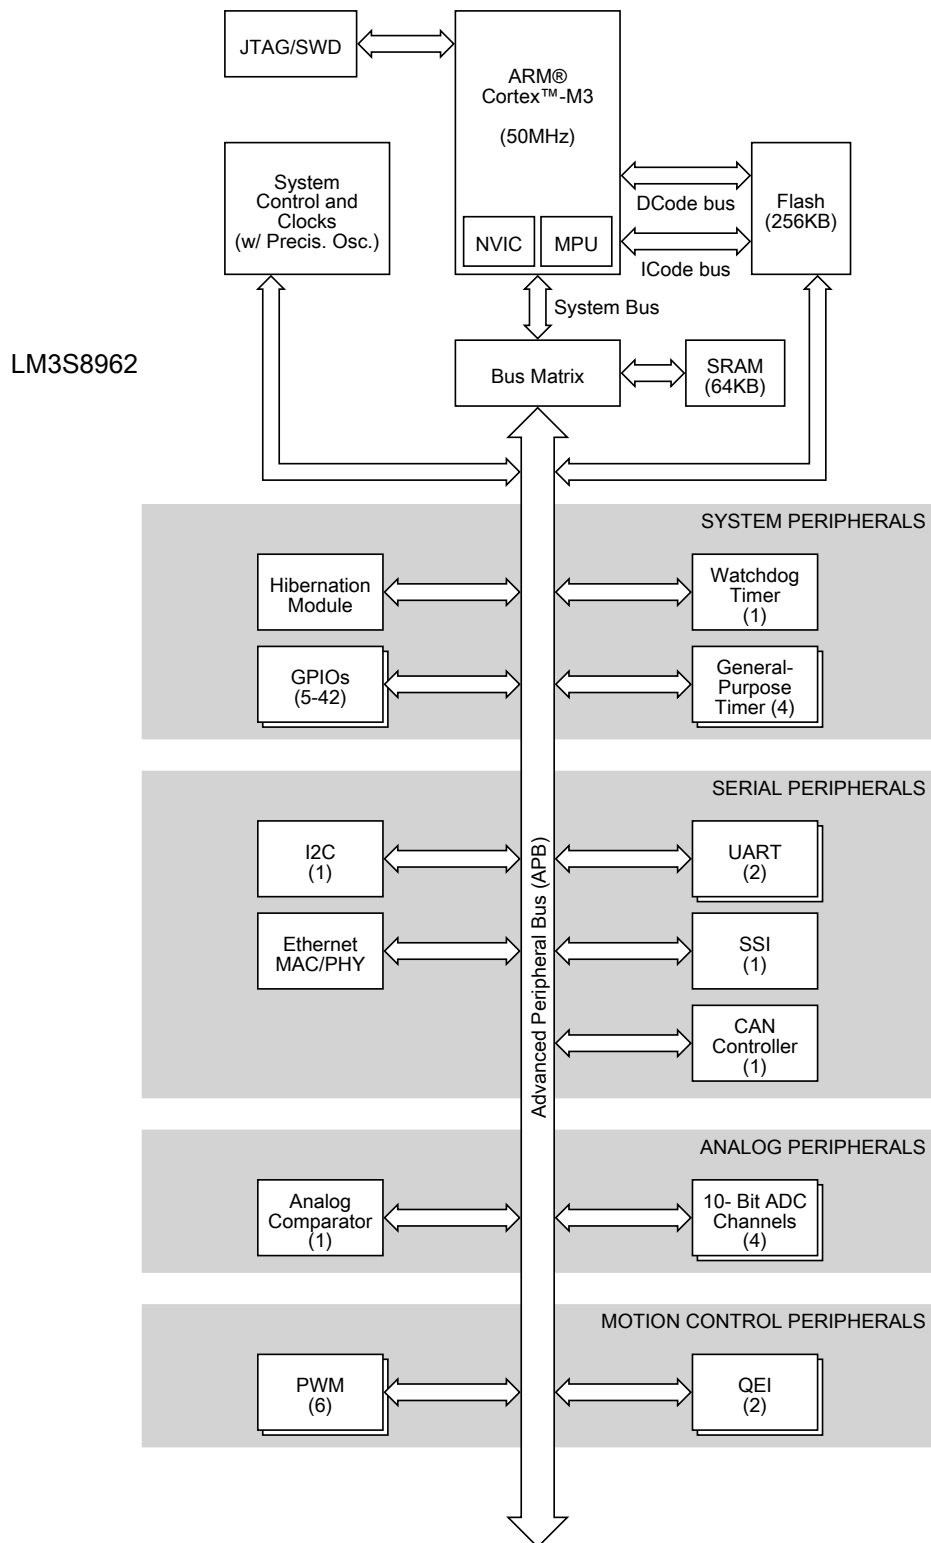 JTAG/SWD
ARM®
Cortex™-M3
(50MHz)
System
Control and
Clocks
(w/ Precis. Osc.)
DCode bus
Flash
(256KB)
NVIC
MPU
ICode bus
System Bus
LM3S8962
Bus Matrix
SRAM
(64KB)
SYSTEM PERIPHERALS
Hibernation
Module
Watchdog
Timer
(1)
GPIOs
(5-42)
General-
Purpose
Timer (4)
SERIAL PERIPHERALS
I2C
(1)
UART
(2)
Advanced Peripheral Bus (APB)
Ethernet
MAC/PHY
SSI
(1)
CAN
Controller
(1)
ANALOG PERIPHERALS
Analog
Comparator
(1)
10- Bit ADC
Channels
(4)
MOTION CONTROL PERIPHERALS
PWM
(6)
QEI
(2)